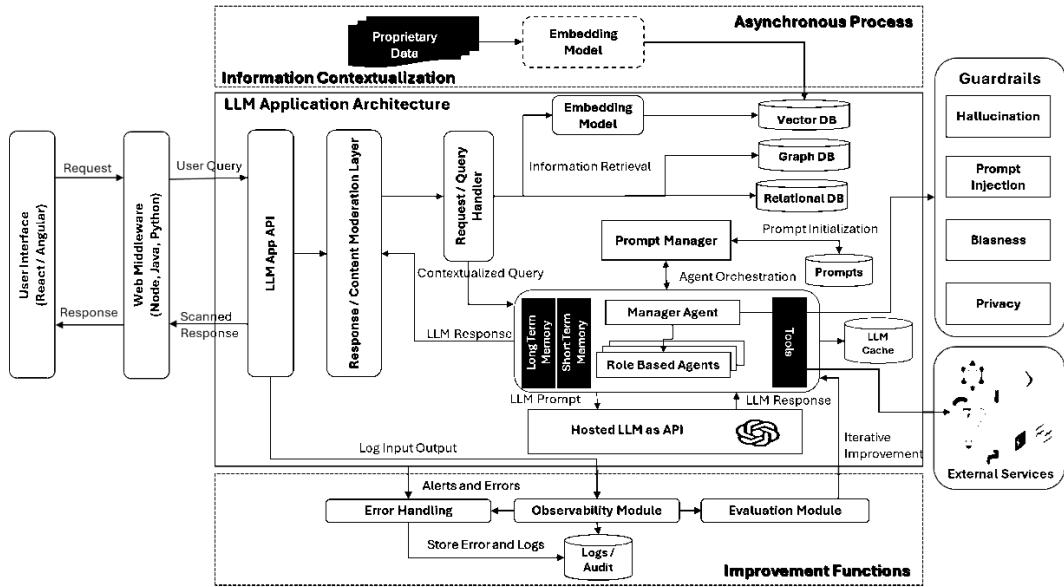 Asynchronous Process
Proprietary
Data
Embedding
Model
Information Contextualization
Guardrails
Hallucination
Prompt
Injection
Biasness
Privacy
LLM Application Architecture
Embedding
Model
Vector DB
Information Retrieval
Graph DB
Relational DB
User Interface
(React / Angular)
Request
Response
Web Middleware
(Node, Java, Python)
User Query
Scanned
Response
LLM App API
Response / Content Moderation Layer
Request / Query
Handler
Contextualized Query
LLM Response
Prompt Manager
Prompt Initialization
Prompts
Agent Orchestration
Long Term
Memory
Short Term
Memory
Manager Agent
Role Based Agents
Tools
LLM
Cache
LLM Prompt
LLM Response
Hosted LLM as API
Iterative
Improvement
External Services
Log Input Output
Alerts and Errors
Error Handling
Observability Module
Evaluation Module
Store Error and Logs
Logs /
Audit
Improvement Functions